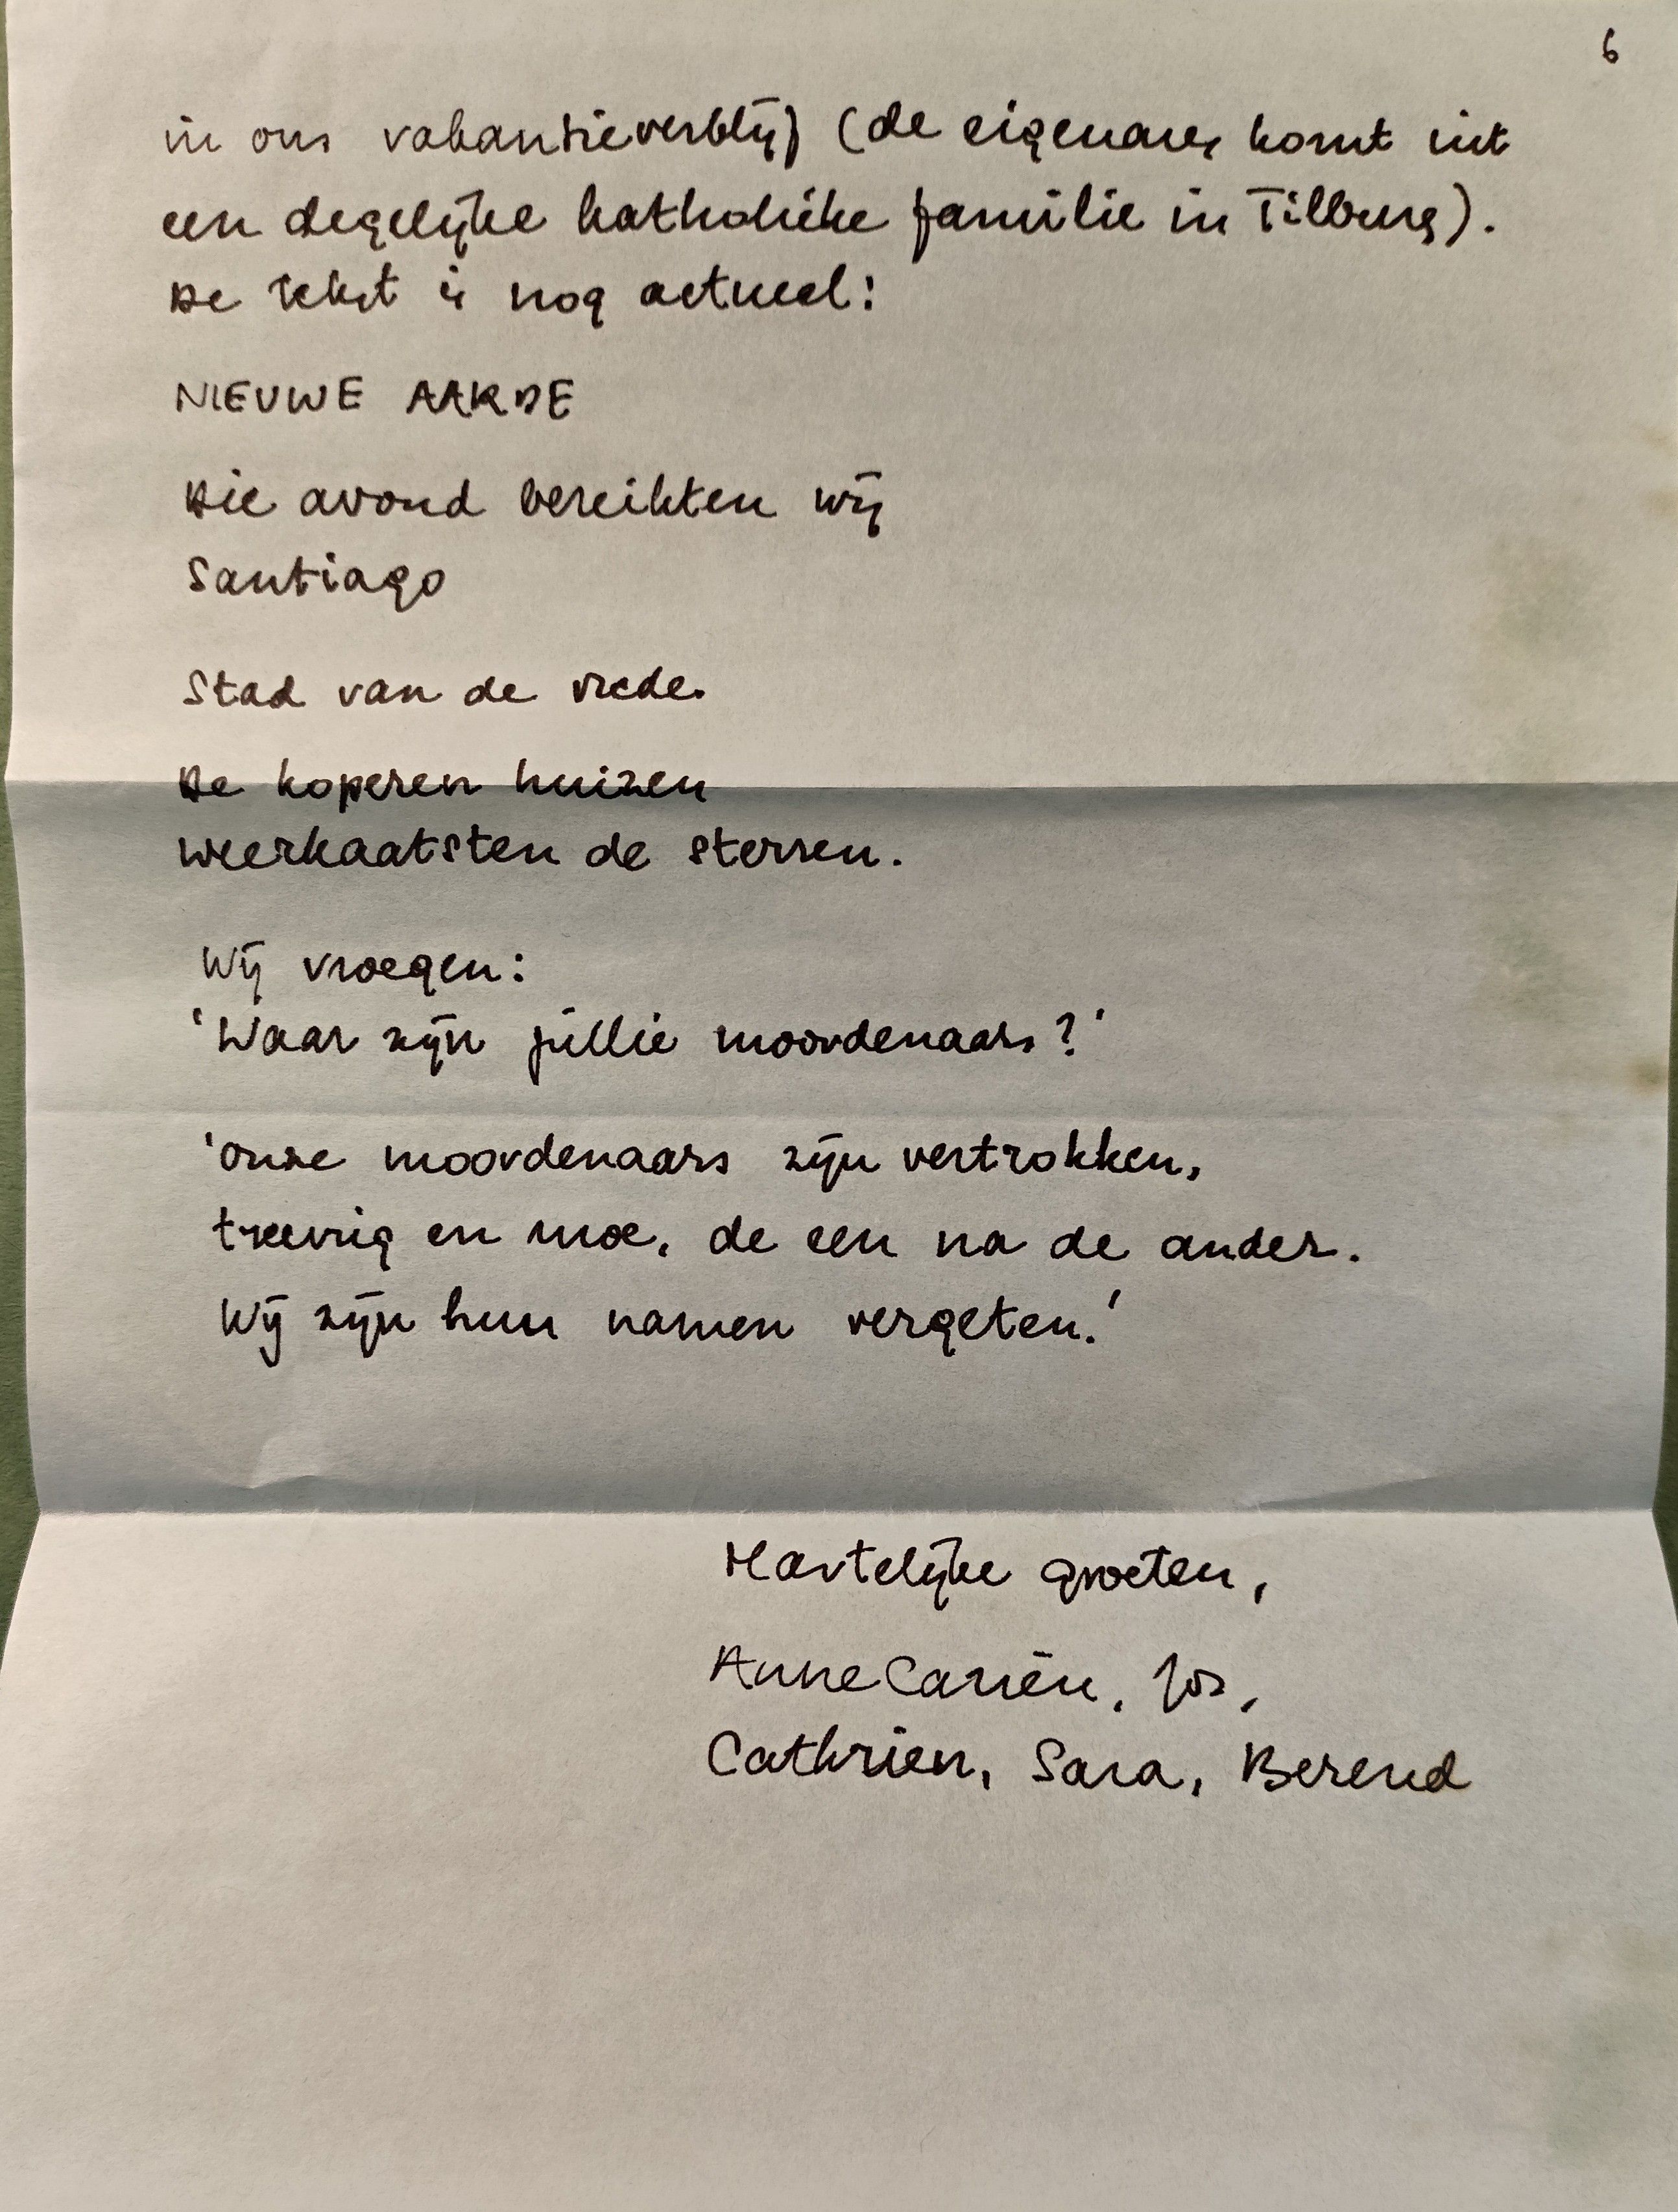 6
in ons vakantieverblijf (de eigenares komt uit
een degelijke katholieke familie in Tilburg).
De tekst is nog actueel:
NIEUWE AARDE
Die avond bereikten wij
Santiago
Stad van de vrede.
De koperen huizen
weerkaatsten de sterren.
Wij vroegen:
'Waar zijn jullie moordenaars?'
'Onze moordenaars zijn vertrokken,
treurig en moe, de een na de ander.
Wij zijn hun namen vergeten.'
Hartelijke groeten,
AnneCariën, Jos,
Cathrien, Sara, Berend